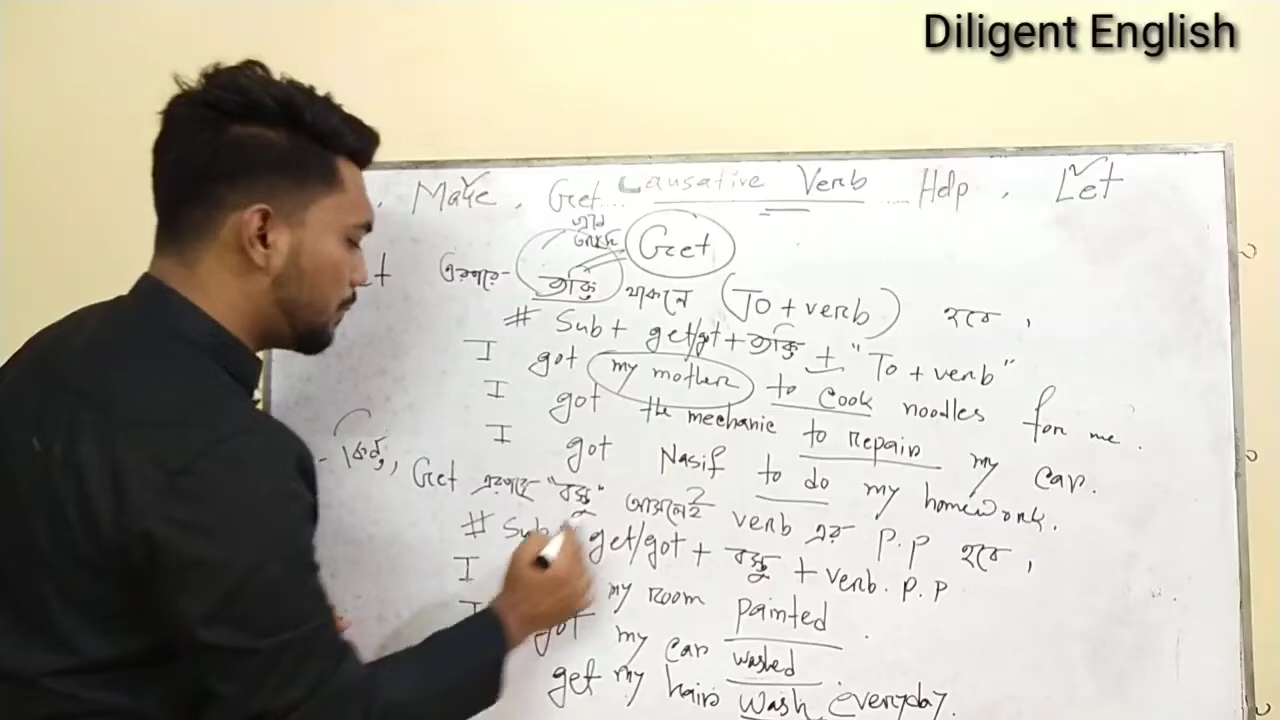 Diligent English
Make, Get.... Causative Verb .... Help, Let
এর পরে Get
এরপরে- ব্যক্তি থাকলে (To + verb) হবে,
# Sub + get/got + ব্যক্তি + "To + verb"
I got my mother to cook noodles for me.
I got the mechanic to repair my car.
I got Nasif to do my homework.
কিন্তু, Get এরপরে "বস্তু" আসলেই verb এর P.P হবে,
# Sub + get/got + বস্তু + verb. P.P
I my room painted.
got my car washed
get my hair wash everyday.